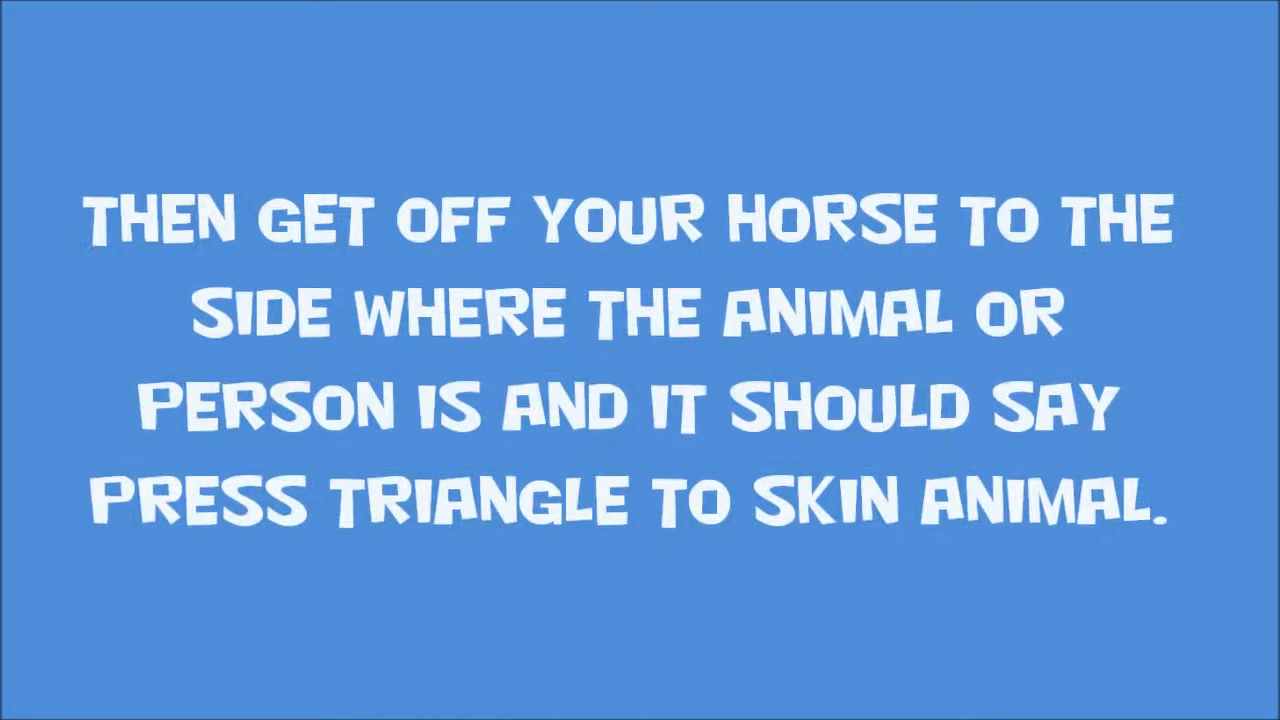 THEN GET OFF YOUR HORSE TO THE
SIDE WHERE THE ANIMAL OR
PERSON IS AND IT SHOULD SAY
PRESS TRIANGLE TO SKIN ANIMAL.